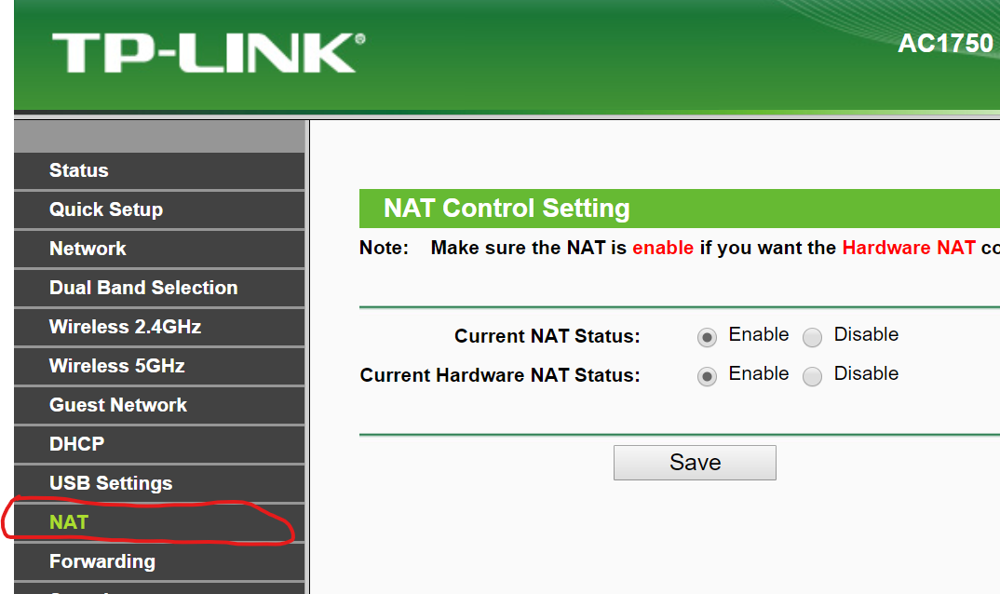 TP-LINK®
AC1750
Status
Quick Setup
Network
Dual Band Selection
Wireless 2.4GHz
Wireless 5GHz
Guest Network
DHCP
USB Settings
NAT
Forwarding
NAT Control Setting
Note: Make sure the NAT is enable if you want the Hardware NAT
Current NAT Status: Enable Disable
Current Hardware NAT Status: Enable Disable
Save